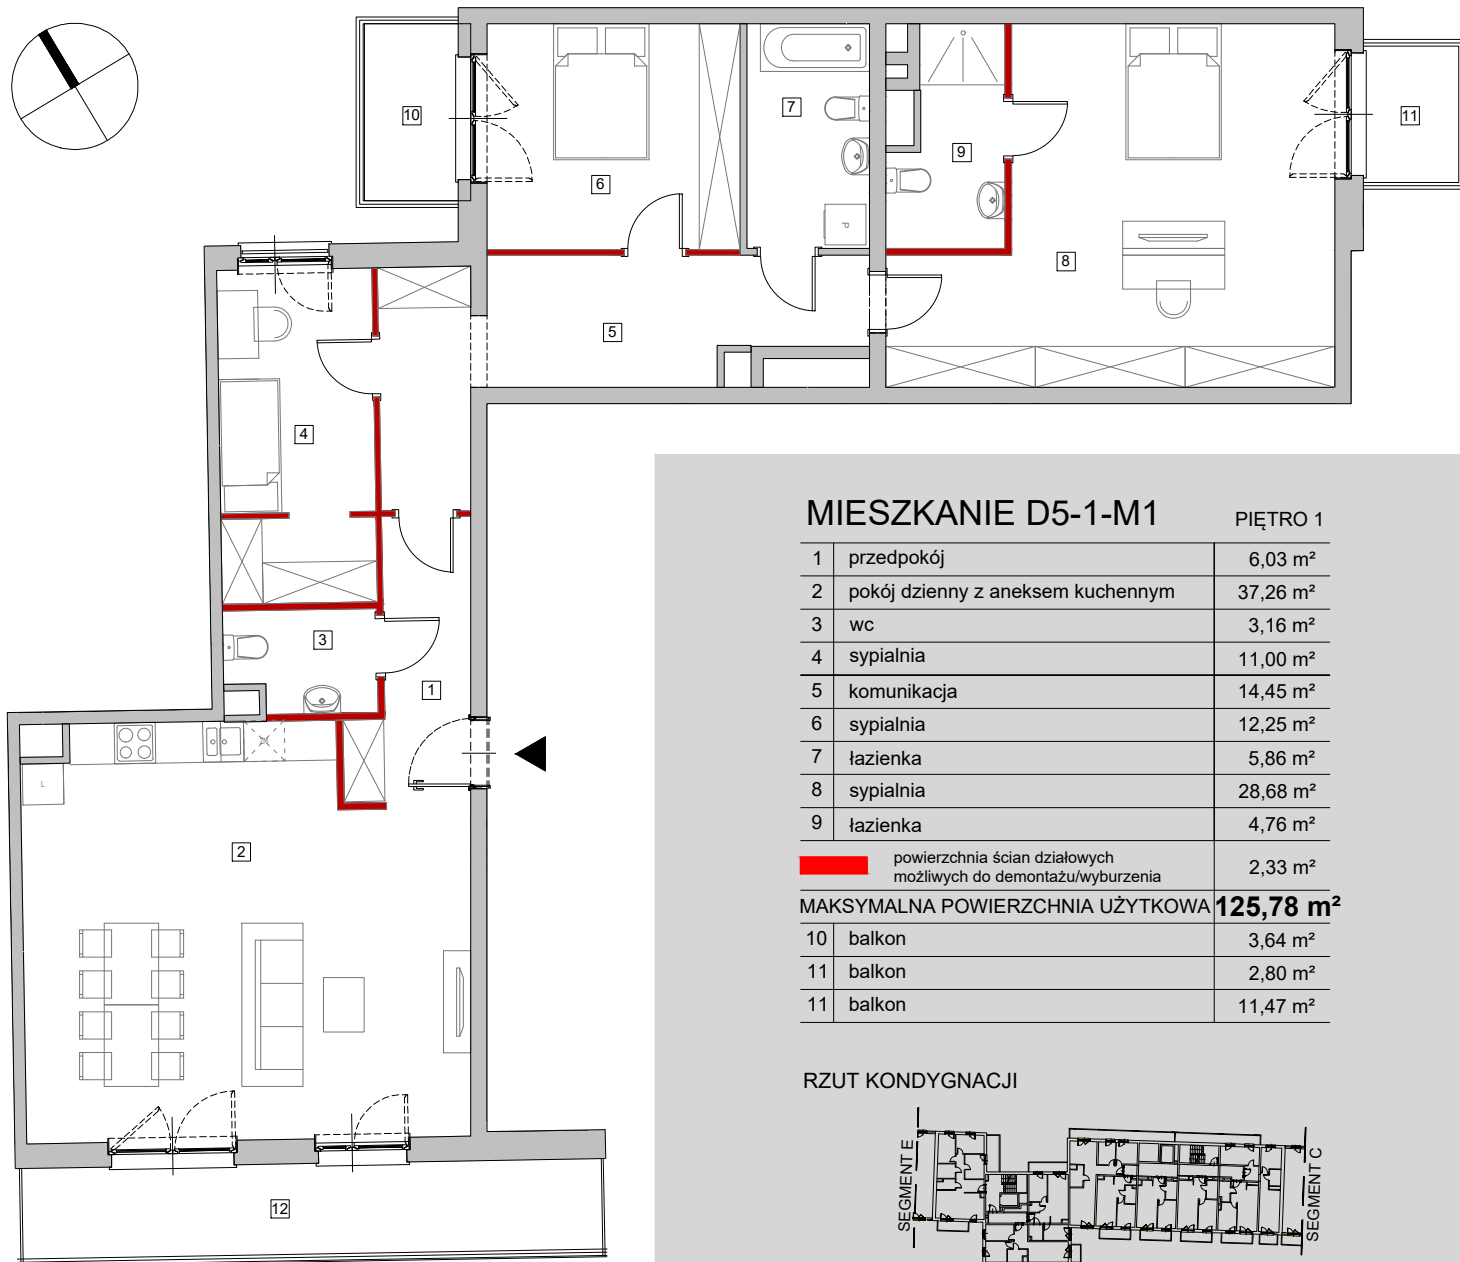 10
6
7
9
8
11
5
4
3
1
2
12
P
L
MIESZKANIE D5-1-M1 PIĘTRO 1
1 przedpokój 6,03 m²
2 pokój dzienny z aneksem kuchennym 37,26 m²
3 wc 3,16 m²
4 sypialnia 11,00 m²
5 komunikacja 14,45 m²
6 sypialnia 12,25 m²
7 łazienka 5,86 m²
8 sypialnia 28,68 m²
9 łazienka 4,76 m²
powierzchnia ścian działowych
możliwych do demontażu/wyburzenia 2,33 m²
MAKSYMALNA POWIERZCHNIA UŻYTKOWA 125,78 m²
10 balkon 3,64 m²
11 balkon 2,80 m²
11 balkon 11,47 m²
RZUT KONDYGNACJI
SEGMENT E
SEGMENT C